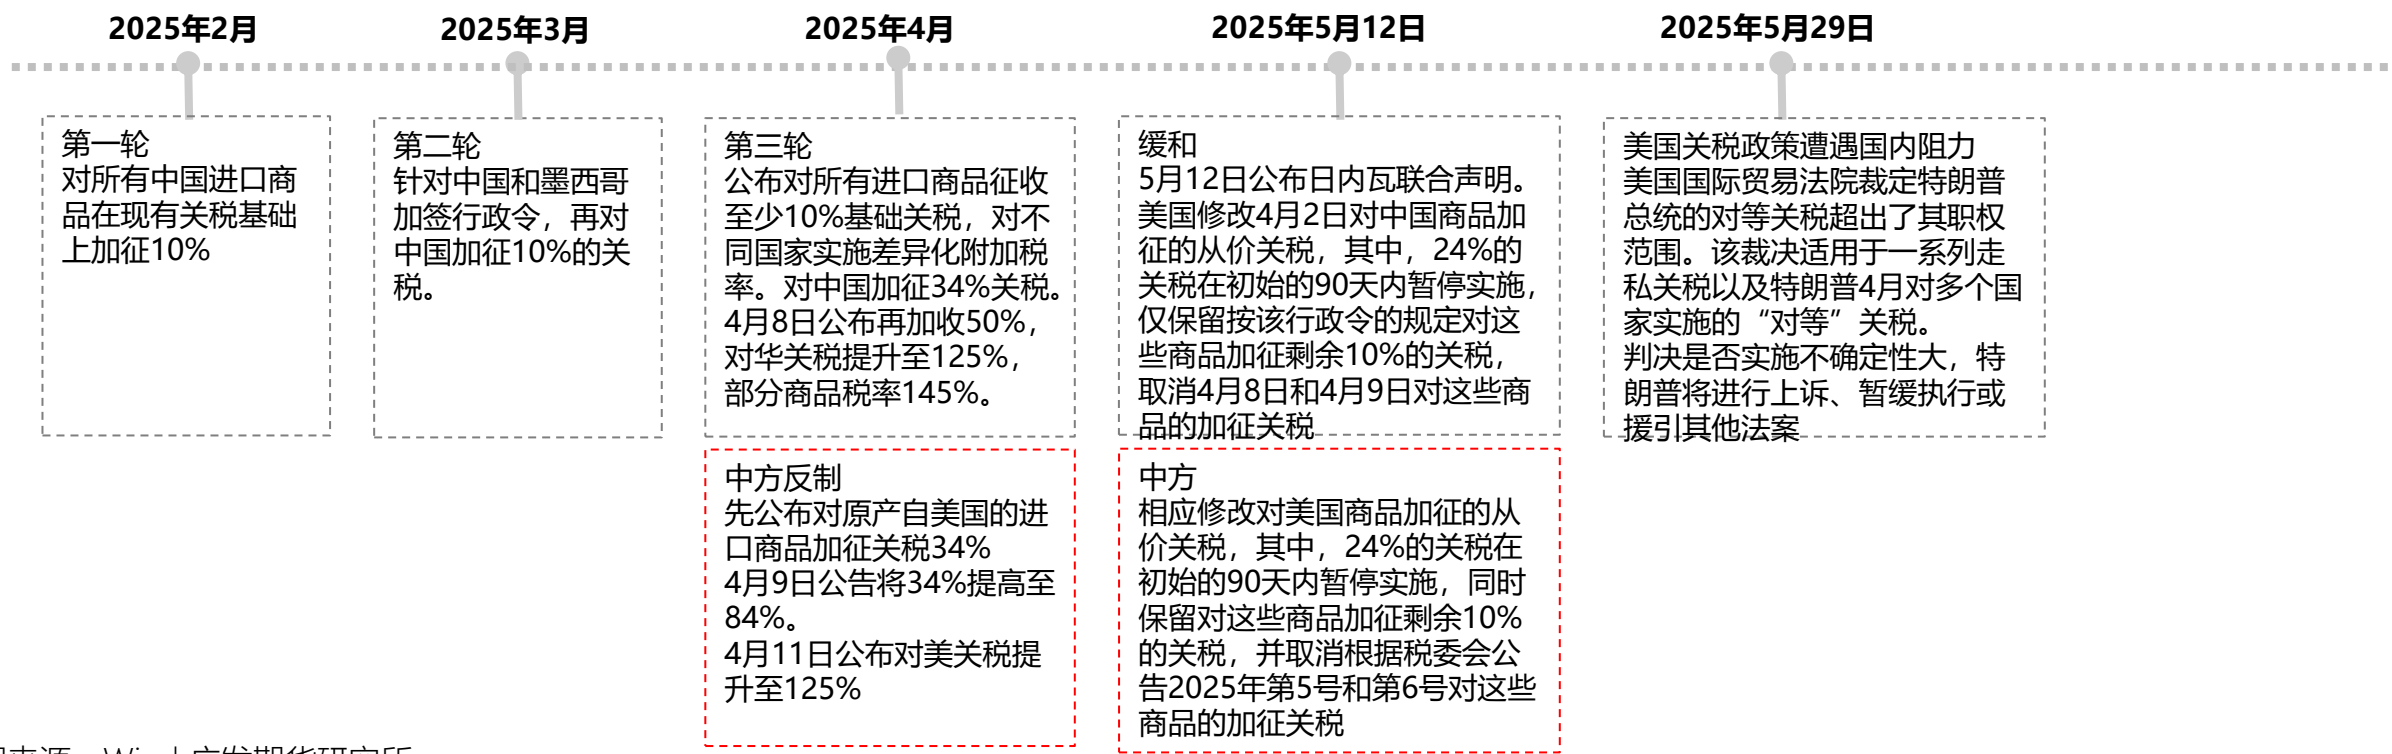 2025年2月
2025年3月
2025年4月
2025年5月12日
2025年5月29日
第一轮
对所有中国进口商
品在现有关税基础
上加征10%
第二轮
针对中国和墨西哥
加签行政令，再对
中国加征10%的关
税。
第三轮
公布对所有进口商品征收
至少10%基础关税，对不
同国家实施差异化附加税
率。对中国加征34%关税。
4月8日公布再加收50%，
对华关税提升至125%，
部分商品税率145%。
中方反制
先公布对原产自美国的进
口商品加征关税34%
4月9日公告将34%提高至
84%。
4月11日公布对美关税提
升至125%
缓和
5月12日公布日内瓦联合声明。
美国修改4月2日对中国商品加
征的从价关税，其中，24%的
关税在初始的90天内暂停实施，
仅保留按该行政令的规定对这
些商品加征剩余10%的关税，
取消4月8日和4月9日对这些商
品的加征关税
中方
相应修改对美国商品加征的从
价关税，其中，24%的关税在
初始的90天内暂停实施，同时
保留对这些商品加征剩余10%
的关税，并取消根据税委会公
告2025年第5号和第6号对这些
商品的加征关税
美国关税政策遭遇国内阻力
美国国际贸易法院裁定特朗普
总统的对等关税超出了其职权
范围。该裁决适用于一系列走
私关税以及特朗普4月对多个国
家实施的“对等”关税。
判决是否实施不确定性大，特
朗普将进行上诉、暂缓执行或
援引其他法案